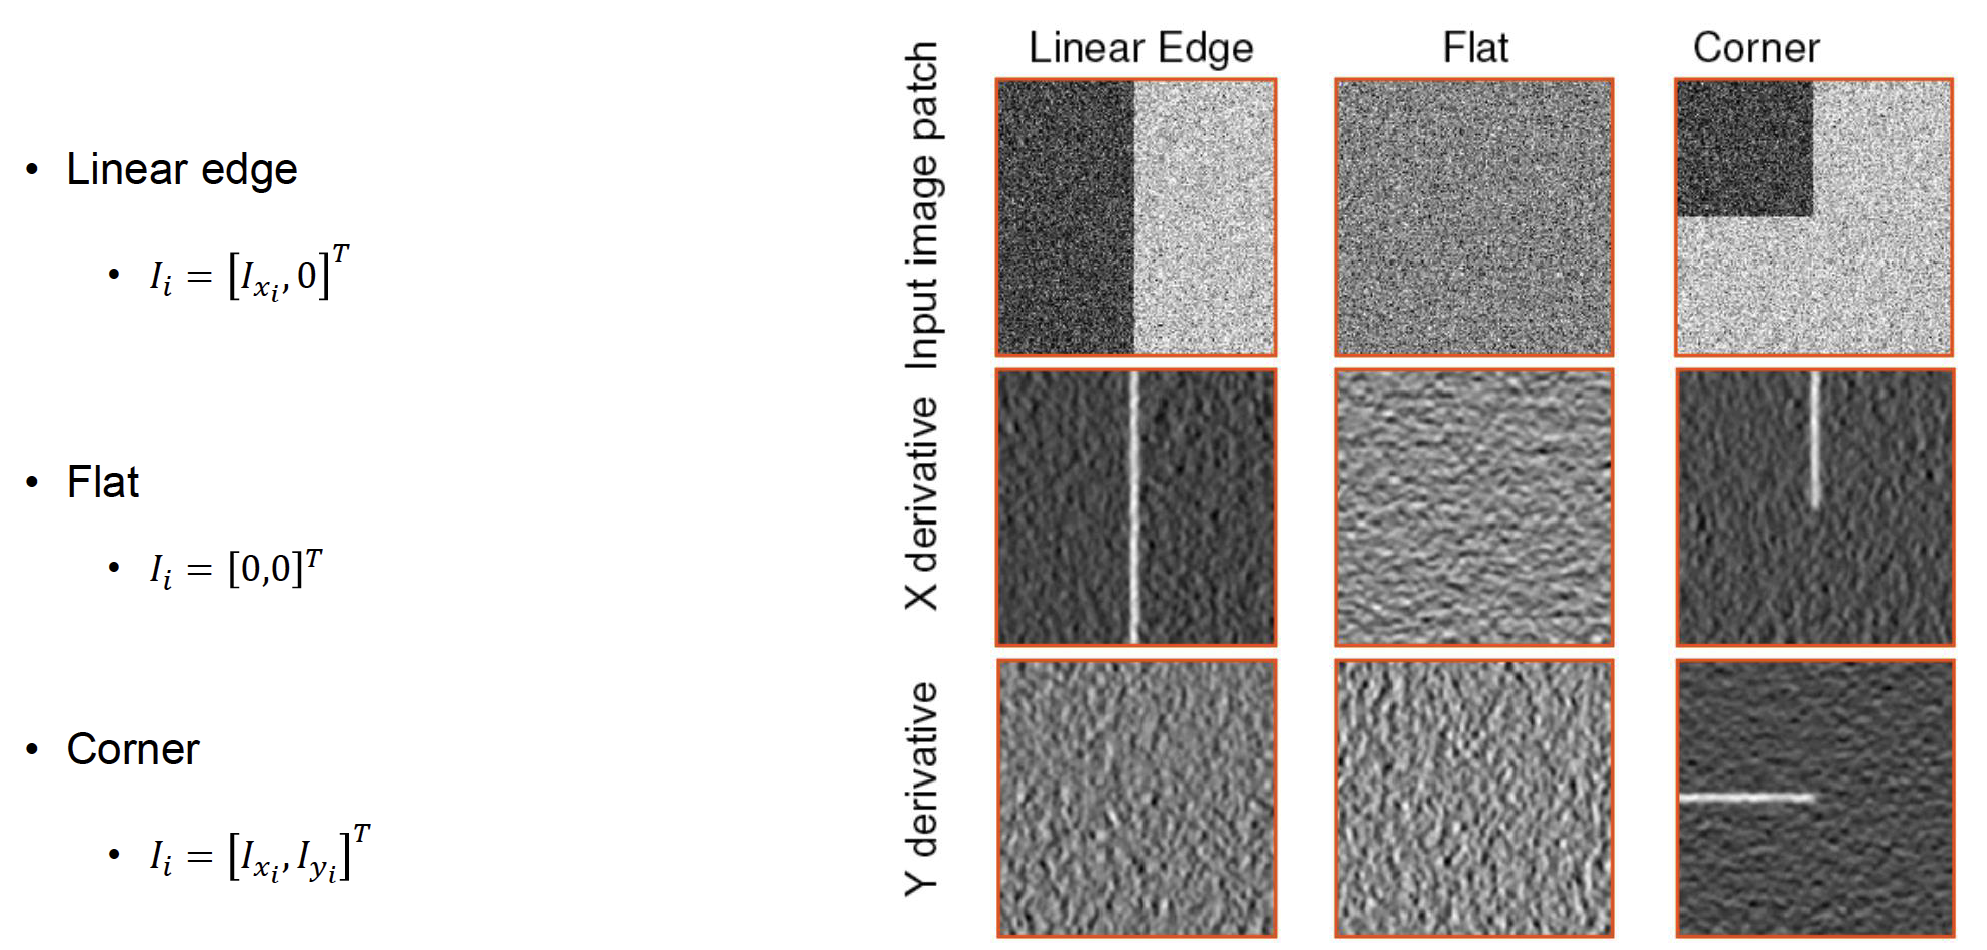 • Linear edge
• $I_i = [I_{x_i}, 0]^T$
• Flat
• $I_i = [0,0]^T$
• Corner
• $I_i = [I_{x_i}, I_{y_i}]^T$
Linear Edge Flat Corner
Input image patch
X derivative
Y derivative